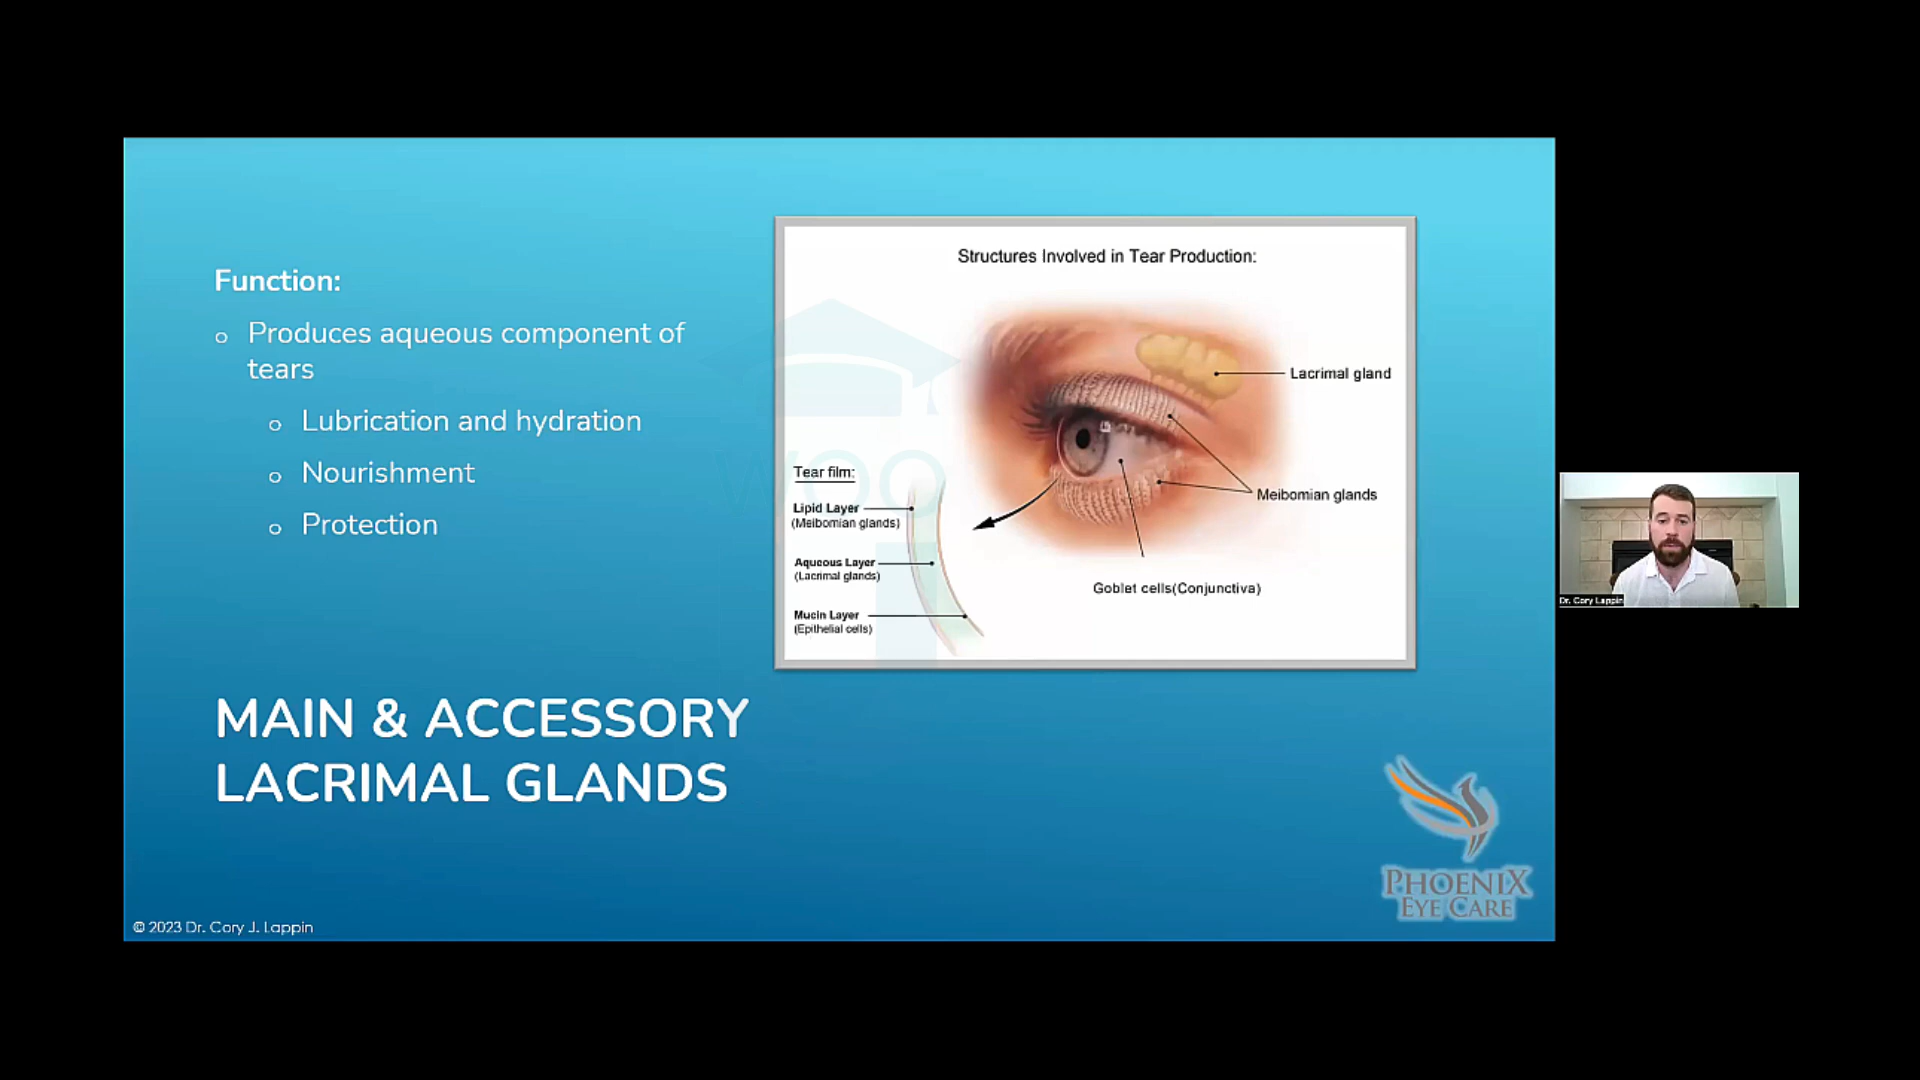 Function:
o Produces aqueous component of
tears
o Lubrication and hydration
o Nourishment
o Protection
MAIN & ACCESSORY
LACRIMAL GLANDS
© 2023 Dr. Cory J. Lappin
Structures Involved in Tear Production:
Lacrimal gland
Meibomian glands
Goblet cells(Conjunctiva)
Tear film:
Lipid Layer
(Meibomian glands)
Aqueous Layer
(Lacrimal glands)
Mucin Layer
(Epithelial cells)
WOO
PHOENIX
EYE CARE
Dr. Cory Lappin